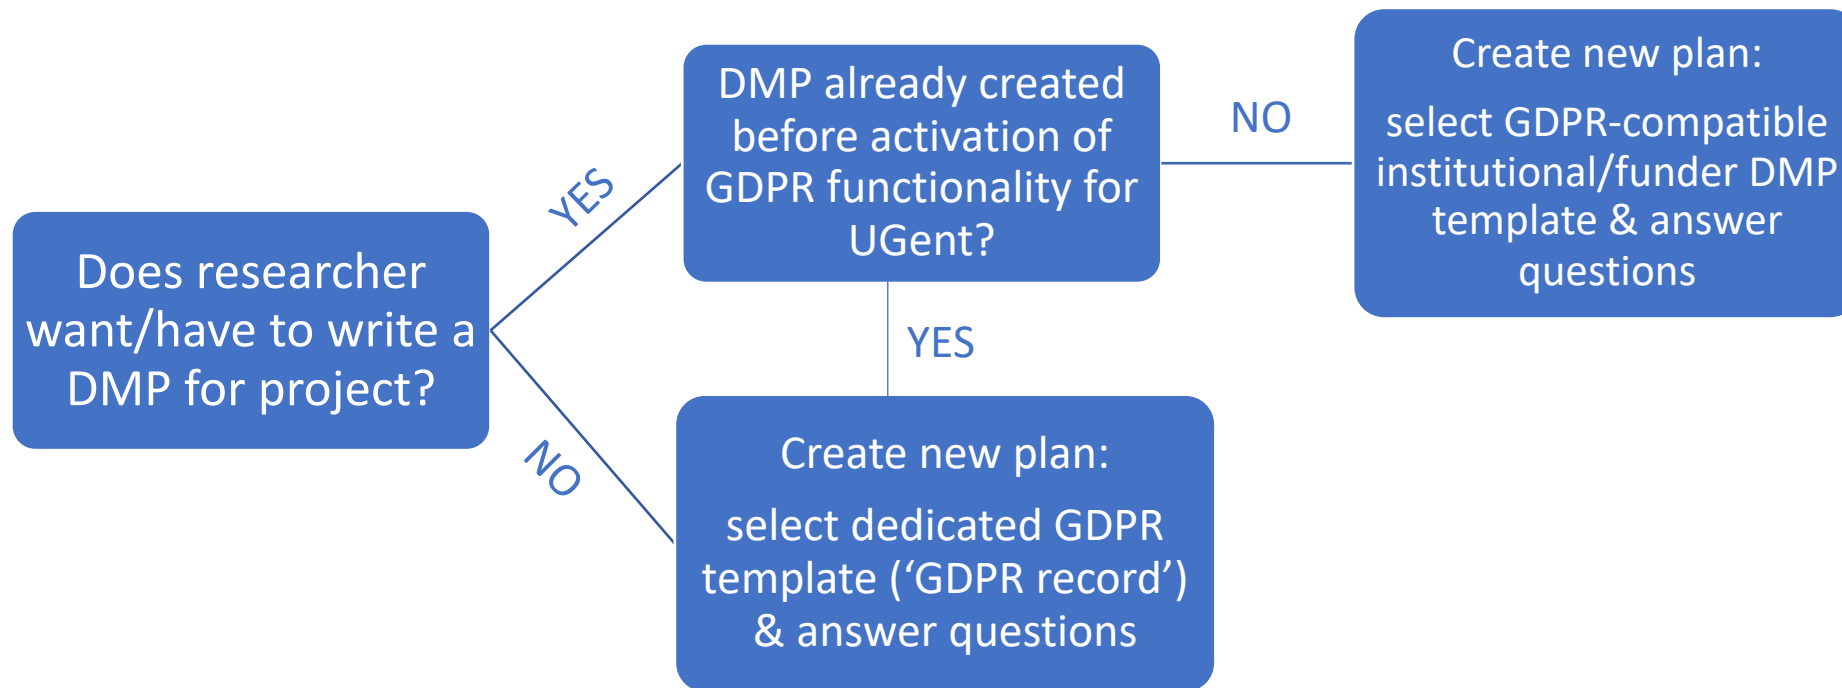 Does researcher
want/have to write a
DMP for project?
YES
NO
DMP already created
before activation of
GDPR functionality for
UGent?
NO
YES
Create new plan:
select GDPR-compatible
institutional/funder DMP
template & answer
questions
Create new plan:
select dedicated GDPR
template (‘GDPR record’)
& answer questions